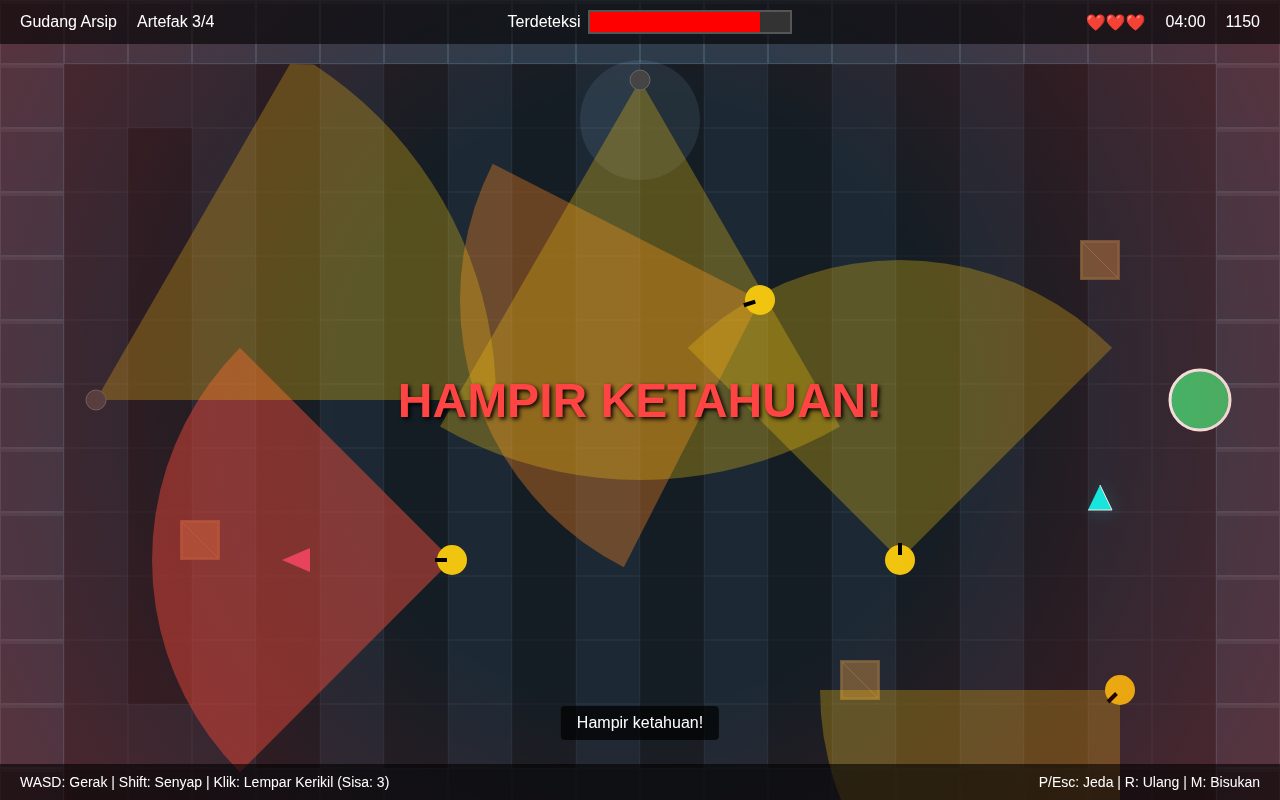 Gudang Arsip Artefak 3/4 Terdeteksi 04:00 1150
HAMPIR KETAHUAN!
Hampir ketahuan!
WASD: Gerak | Shift: Senyap | Klik: Lempar Kerikil (Sisa: 3) P/Esc: Jeda | R: Ulang | M: Bisukan